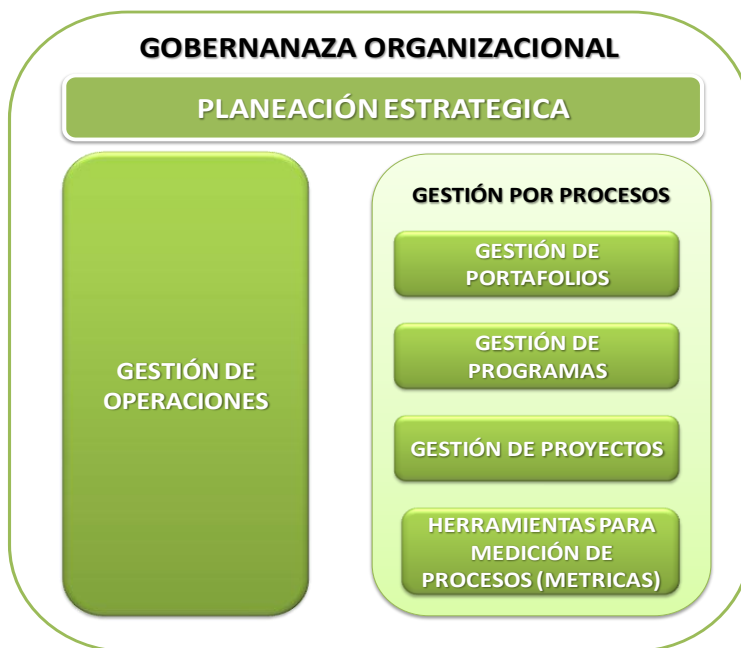 GOBERNANAZA ORGANIZACIONAL
PLANEACIÓN ESTRATEGICA
GESTIÓN DE
OPERACIONES
GESTIÓN POR PROCESOS
GESTIÓN DE
PORTAFOLIOS
GESTIÓN DE
PROGRAMAS
GESTIÓN DE PROYECTOS
HERRAMIENTAS PARA
MEDICIÓN DE
PROCESOS (METRICAS)